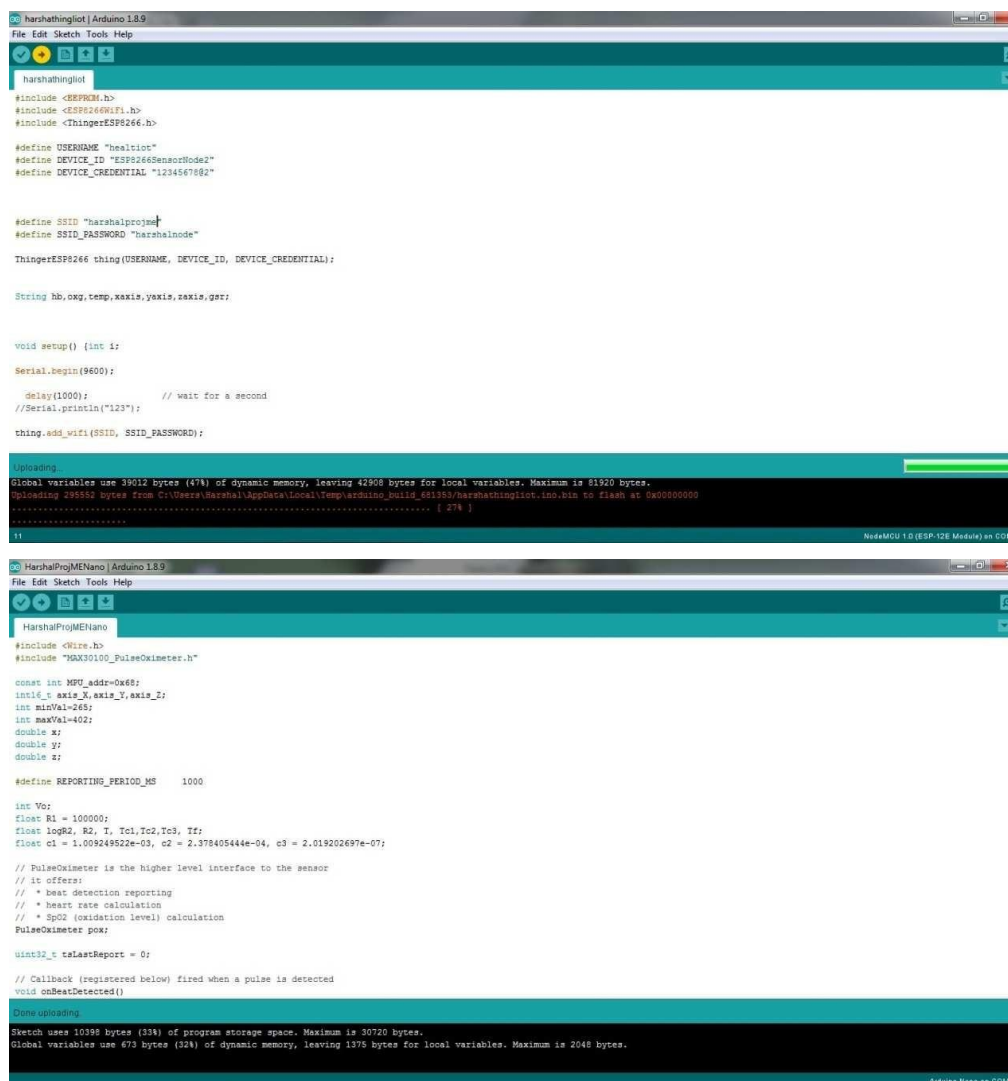 harshathingliot | Arduino 1.8.9
File Edit Sketch Tools Help
harshathingliot
#include <EEPROM.h>
#include <ESP8266WiFi.h>
#include <ThingerESP8266.h>
#define USERNAME "healtiot"
#define DEVICE_ID "ESP8266SensorNode2"
#define DEVICE_CREDENTIAL "12345678@2"
#define SSID "harshalprojme"
#define SSID_PASSWORD "harshalnode"
ThingerESP8266 thing(USERNAME, DEVICE_ID, DEVICE_CREDENTIAL);
String hb,oxg,temp,xaxis,yaxis,zaxis,gsr;
void setup() {int i;
Serial.begin(9600);
delay(1000); // wait for a second
//Serial.println("123");
thing.add_wifi(SSID, SSID_PASSWORD);
Uploading...
Global variables use 39012 bytes (47%) of dynamic memory, leaving 42908 bytes for local variables. Maximum is 81920 bytes.
Uploading 295552 bytes from C:\Users\Harshal\AppData\Local\Temp\arduino_build_681353/harshathingliot.ino.bin to flash at 0x00000000
................................................................................ [ 27% ]
......................
11
NodeMCU 1.0 (ESP-12E Module) on COM
HarshalProjMENano | Arduino 1.8.9
File Edit Sketch Tools Help
HarshalProjMENano
#include <Wire.h>
#include "MAX30100_PulseOximeter.h"
const int MPU_addr=0x68;
int16_t axis_X,axis_Y,axis_Z;
int minVal=265;
int maxVal=402;
double x;
double y;
double z;
#define REPORTING_PERIOD_MS 1000
int Vo;
float R1 = 100000;
float logR2, R2, T, Tc1,Tc2,Tc3, Tf;
float c1 = 1.009249522e-03, c2 = 2.378405444e-04, c3 = 2.019202697e-07;
// PulseOximeter is the higher level interface to the sensor
// it offers:
// * beat detection reporting
// * heart rate calculation
// * SpO2 (oxidation level) calculation
PulseOximeter pox;
uint32_t tsLastReport = 0;
// Callback (registered below) fired when a pulse is detected
void onBeatDetected()
Done uploading.
Sketch uses 10398 bytes (33%) of program storage space. Maximum is 30720 bytes.
Global variables use 673 bytes (32%) of dynamic memory, leaving 1375 bytes for local variables. Maximum is 2048 bytes.
Arduino Nano on COM